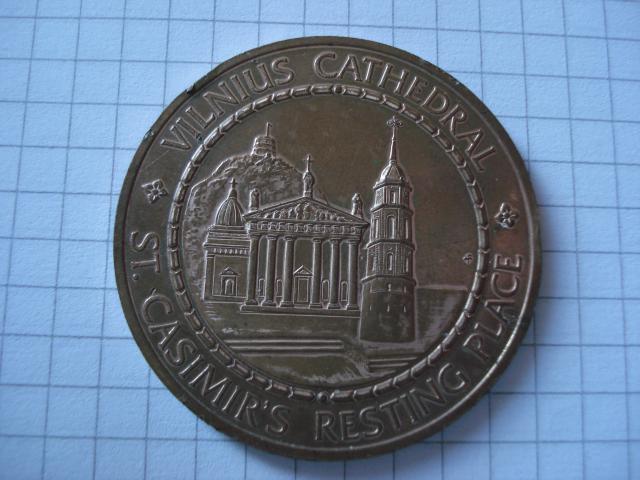 VILNIUS CATHEDRAL
ST. CASIMIR'S RESTING PLACE